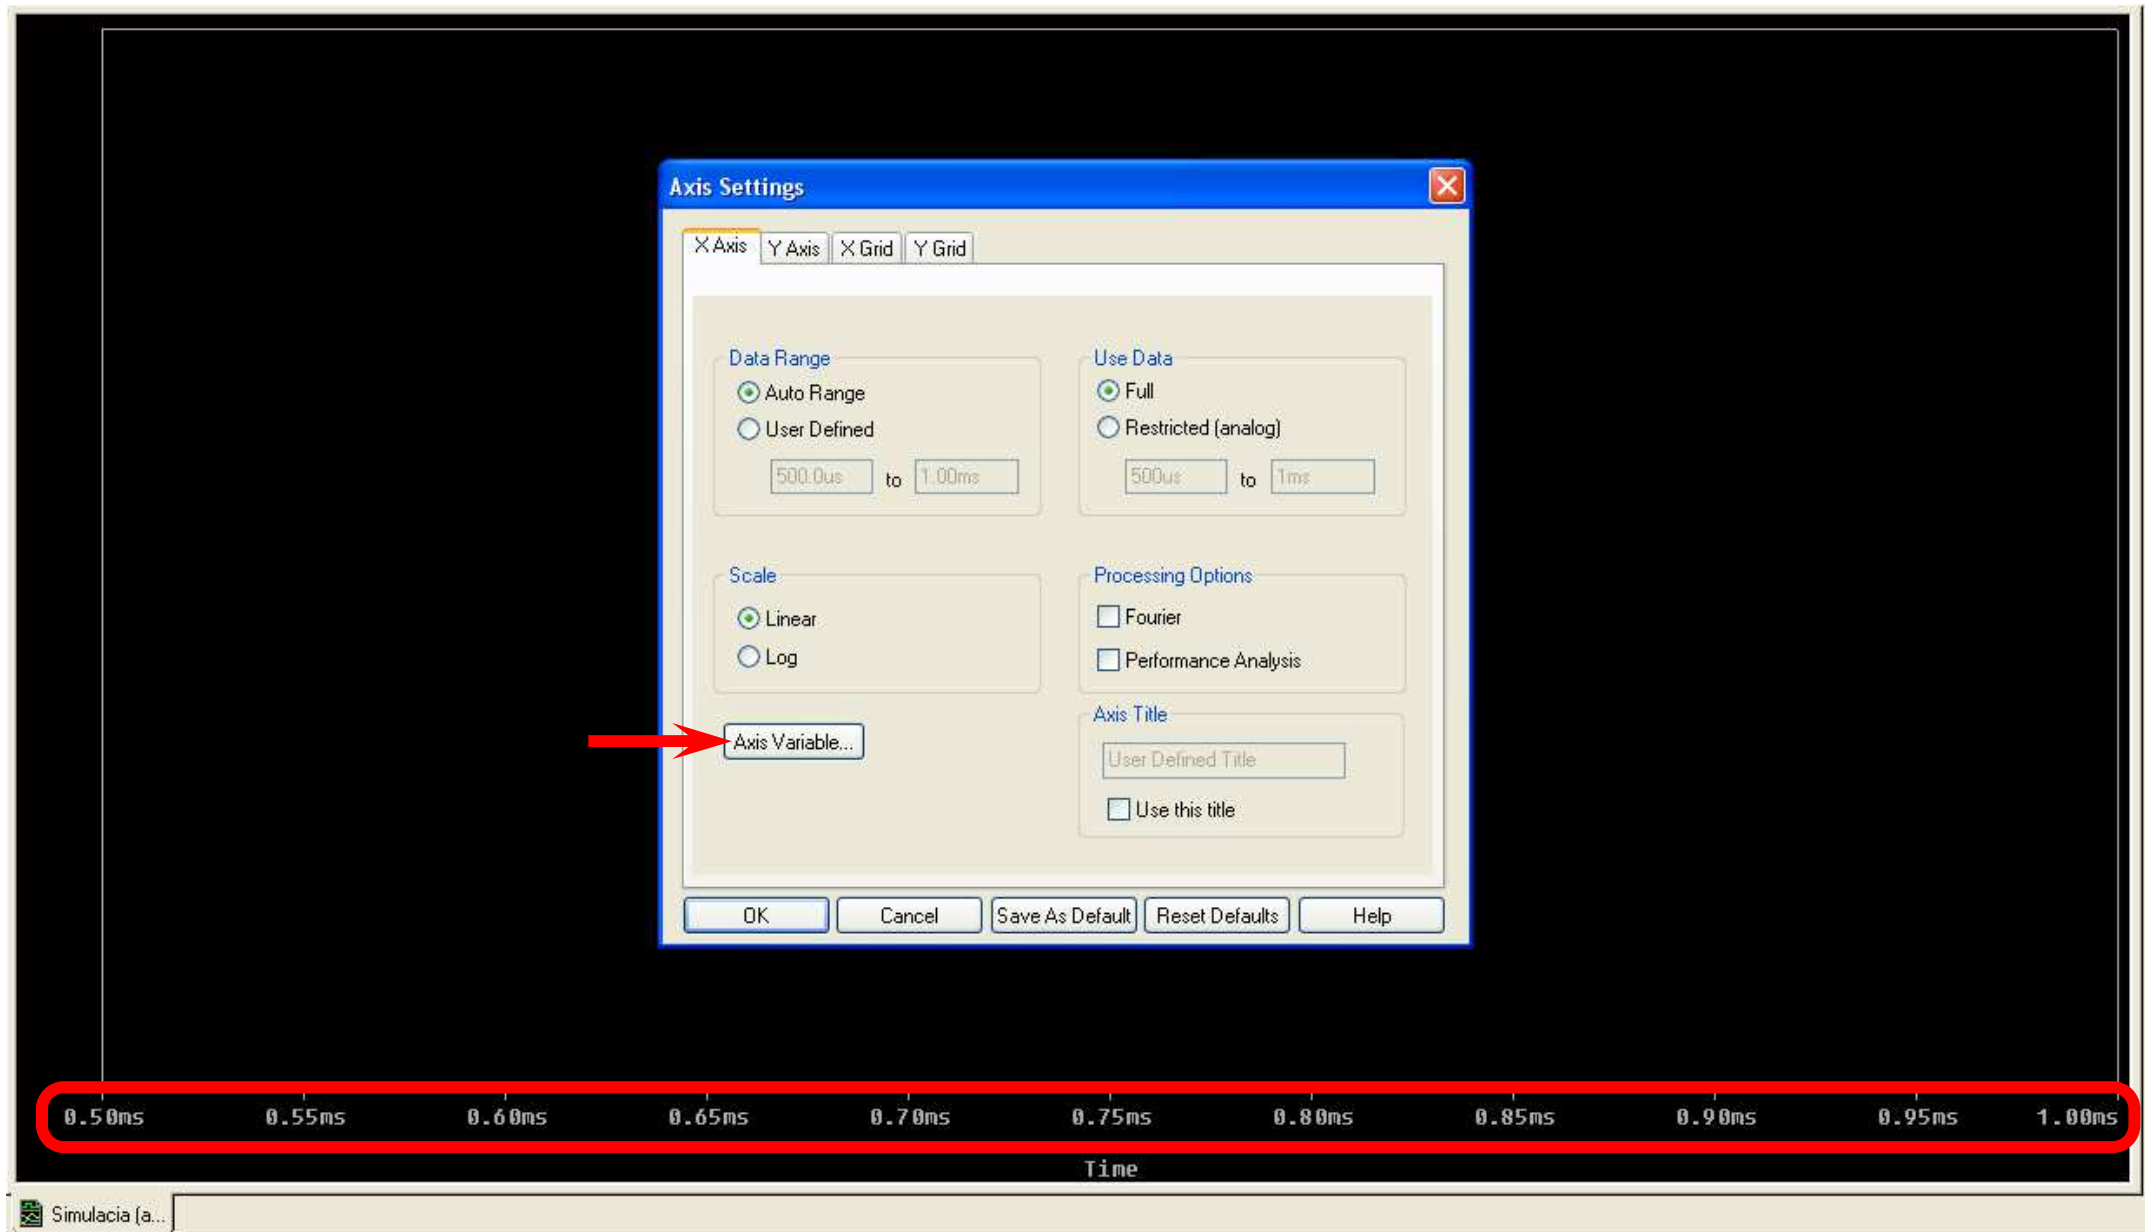 Axis Settings
X Axis Y Axis X Grid Y Grid
Data Range
Auto Range
User Defined
500.0us to 1.00ms
Use Data
Full
Restricted (analog)
500us to 1ms
Scale
Linear
Log
Processing Options
Fourier
Performance Analysis
Axis Variable...
Axis Title
User Defined Title
Use this title
OK Cancel Save As Default Reset Defaults Help
0.50ms 0.55ms 0.60ms 0.65ms 0.70ms 0.75ms 0.80ms 0.85ms 0.90ms 0.95ms 1.00ms
Time
Simulacia (a...